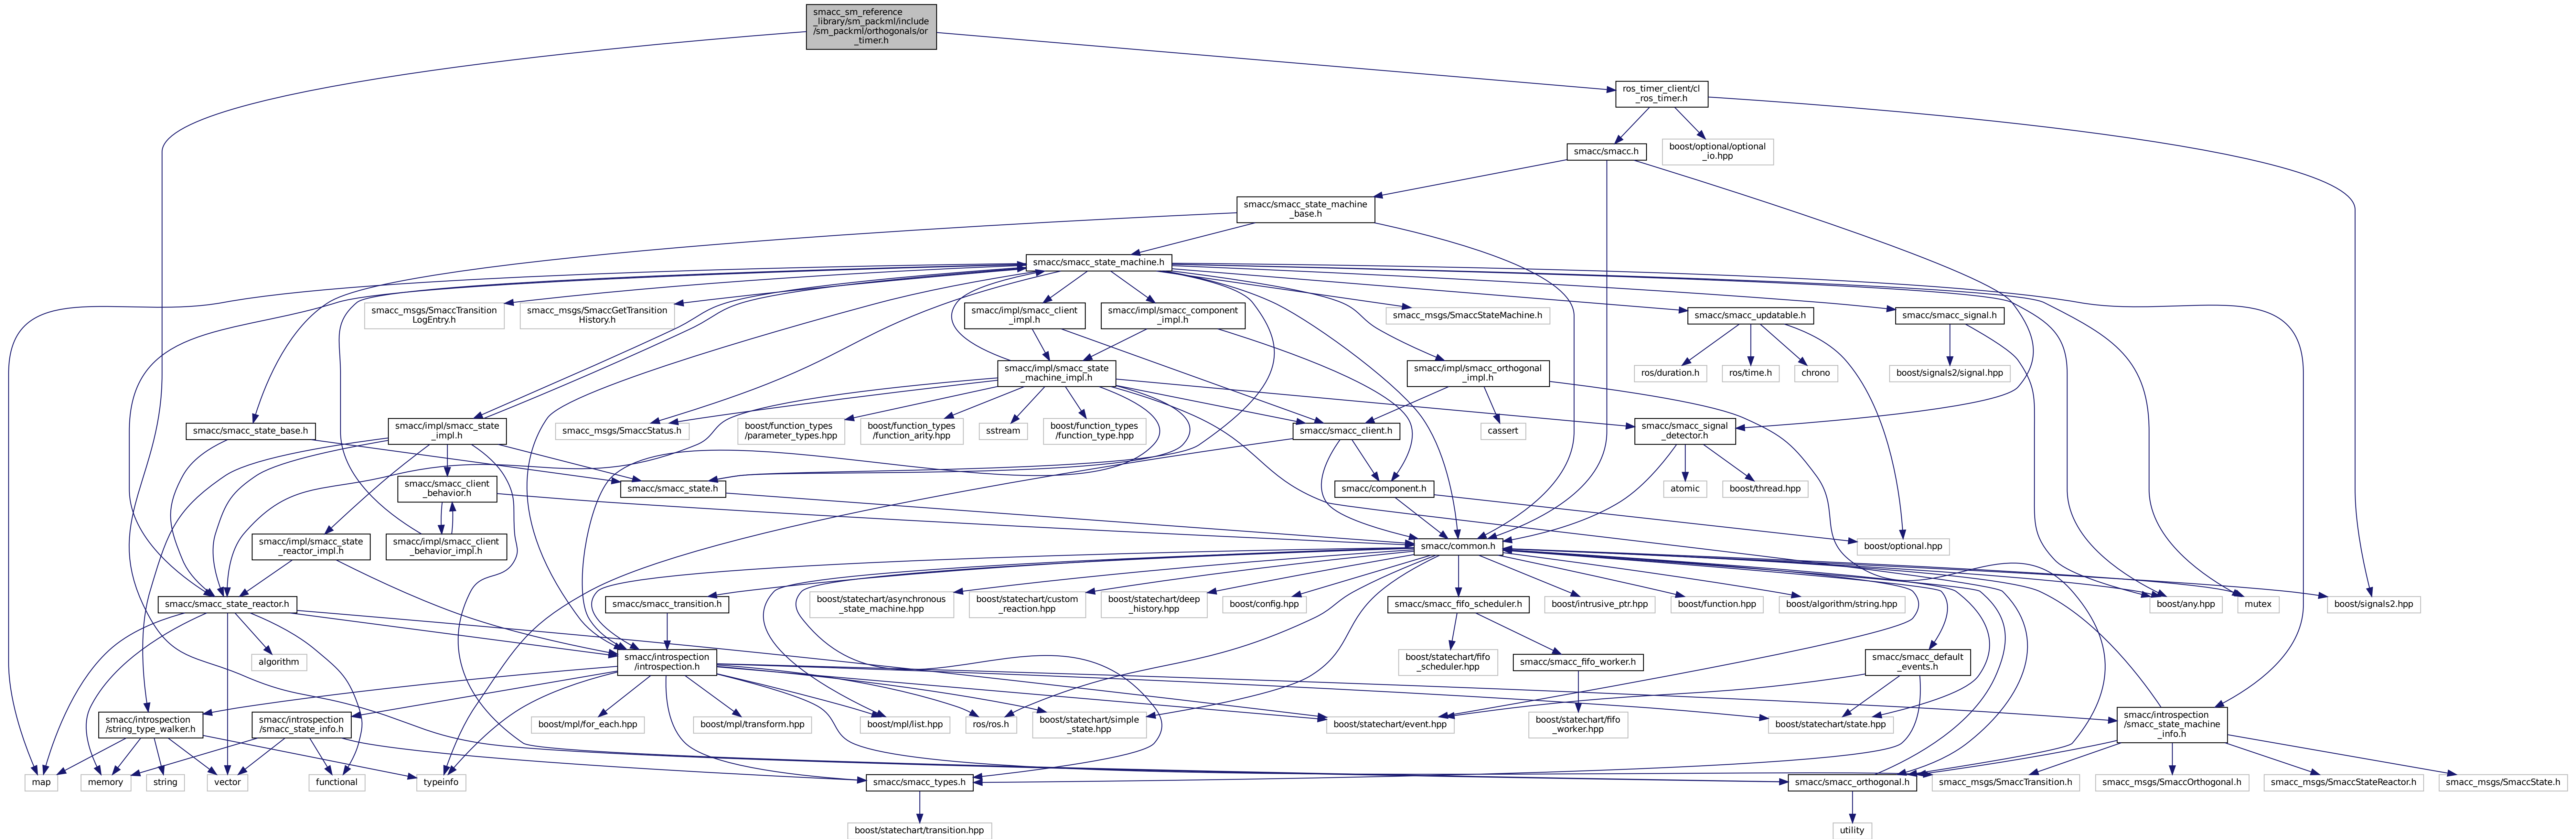 smacc_sm_reference
_library/sm_packml/include
/sm_packml/orthogonals/or
_timer.h
ros_timer_client/cl
_ros_timer.h
smacc/smacc.h
boost/optional/optional
_io.hpp
smacc/smacc_state_machine
_base.h
smacc/smacc_state_machine.h
smacc_msgs/SmaccTransition
LogEntry.h
smacc_msgs/SmaccGetTransition
History.h
smacc/impl/smacc_client
_impl.h
smacc/impl/smacc_component
_impl.h
smacc_msgs/SmaccStateMachine.h
smacc/smacc_updatable.h
smacc/smacc_signal.h
smacc/impl/smacc_state
_machine_impl.h
smacc/impl/smacc_orthogonal
_impl.h
ros/duration.h
ros/time.h
chrono
boost/signals2/signal.hpp
smacc/smacc_state_base.h
smacc/impl/smacc_state
_impl.h
smacc_msgs/SmaccStatus.h
boost/function_types
/parameter_types.hpp
boost/function_types
/function_arity.hpp
sstream
boost/function_types
/function_type.hpp
smacc/smacc_client.h
cassert
smacc/smacc_signal
_detector.h
smacc/smacc_client
_behavior.h
smacc/smacc_state.h
smacc/component.h
atomic
boost/thread.hpp
smacc/impl/smacc_state
_reactor_impl.h
smacc/impl/smacc_client
_behavior_impl.h
smacc/common.h
boost/optional.hpp
smacc/smacc_state_reactor.h
smacc/smacc_transition.h
boost/statechart/asynchronous
_state_machine.hpp
boost/statechart/custom
_reaction.hpp
boost/statechart/deep
_history.hpp
boost/config.hpp
smacc/smacc_fifo_scheduler.h
boost/intrusive_ptr.hpp
boost/function.hpp
boost/algorithm/string.hpp
boost/any.hpp
mutex
boost/signals2.hpp
algorithm
smacc/introspection
/introspection.h
boost/statechart/fifo
_scheduler.hpp
smacc/smacc_fifo_worker.h
smacc/smacc_default
_events.h
smacc/introspection
/string_type_walker.h
smacc/introspection
/smacc_state_info.h
boost/mpl/for_each.hpp
boost/mpl/transform.hpp
boost/mpl/list.hpp
ros/ros.h
boost/statechart/simple
_state.hpp
boost/statechart/event.hpp
boost/statechart/fifo
_worker.hpp
boost/statechart/state.hpp
smacc/introspection
/smacc_state_machine
_info.h
map
memory
string
vector
functional
typeinfo
smacc/smacc_types.h
smacc/smacc_orthogonal.h
smacc_msgs/SmaccTransition.h
smacc_msgs/SmaccOrthogonal.h
smacc_msgs/SmaccStateReactor.h
smacc_msgs/SmaccState.h
boost/statechart/transition.hpp
utility